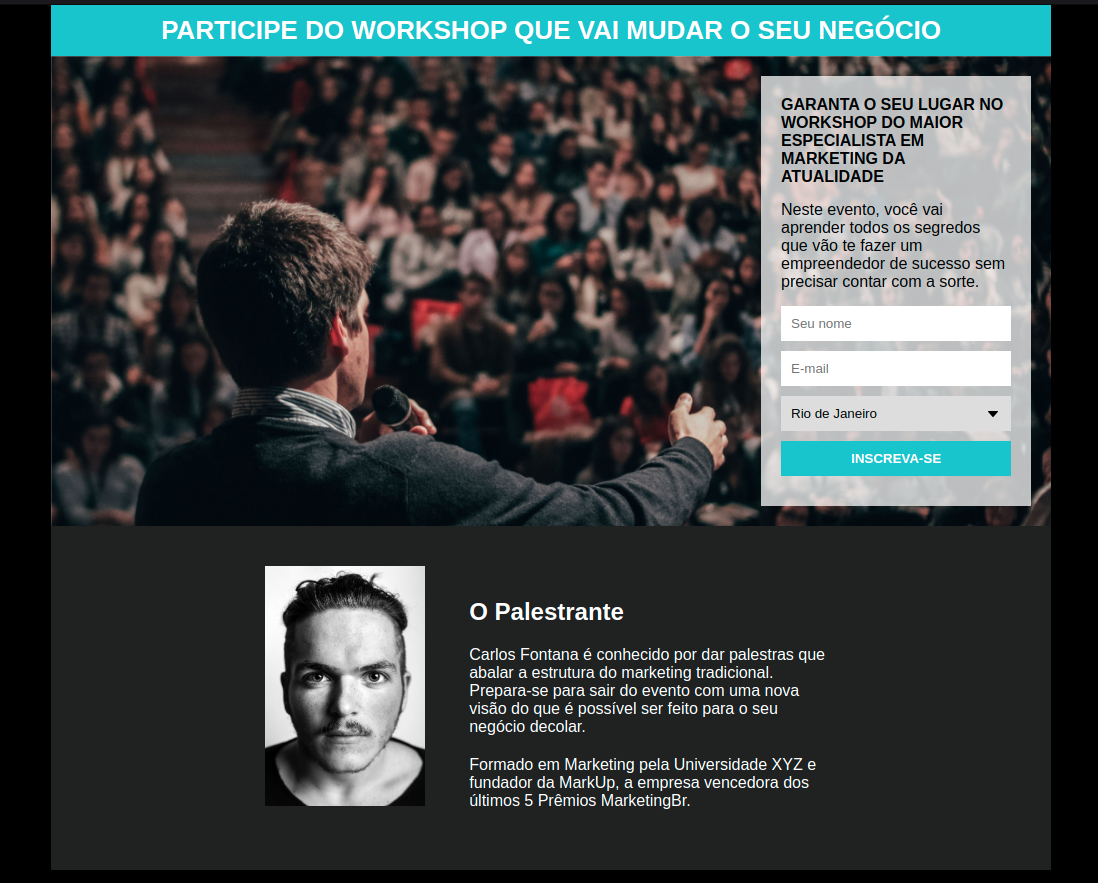 PARTICIPE DO WORKSHOP QUE VAI MUDAR O SEU NEGÓCIO
GARANTA O SEU LUGAR NO
WORKSHOP DO MAIOR
ESPECIALISTA EM
MARKETING DA
ATUALIDADE
Neste evento, você vai
aprender todos os segredos
que vão te fazer um
empreendedor de sucesso sem
precisar contar com a sorte.
Seu nome
E-mail
Rio de Janeiro
INSCREVA-SE
O Palestrante
Carlos Fontana é conhecido por dar palestras que
abalar a estrutura do marketing tradicional.
Prepara-se para sair do evento com uma nova
visão do que é possível ser feito para o seu
negócio decolar.
Formado em Marketing pela Universidade XYZ e
fundador da MarkUp, a empresa vencedora dos
últimos 5 Prêmios MarketingBr.